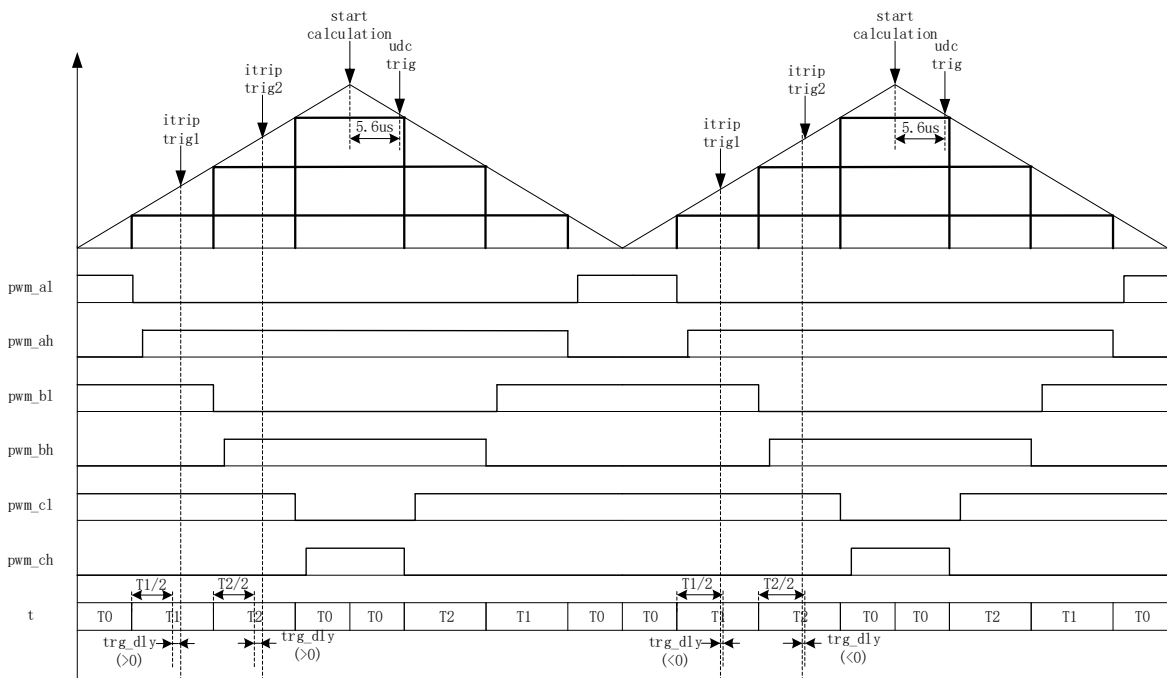 start
calculation
start
calculation
udc
trig
udc
trig
itrip
trig2
itrip
trig2
itrip
trig1
itrip
trig1
5.6us
5.6us
pwm_al
pwm_ah
pwm_bl
pwm_bh
pwm_cl
pwm_ch
T1/2
T2/2
T1/2
T2/2
t
T0
T1
T2
T0
T0
T2
T1
T0
T0
T1
T2
T0
T0
T2
T1
T0
trg_dly
(>0)
trg_dly
(>0)
trg_dly
(<0)
trg_dly
(<0)